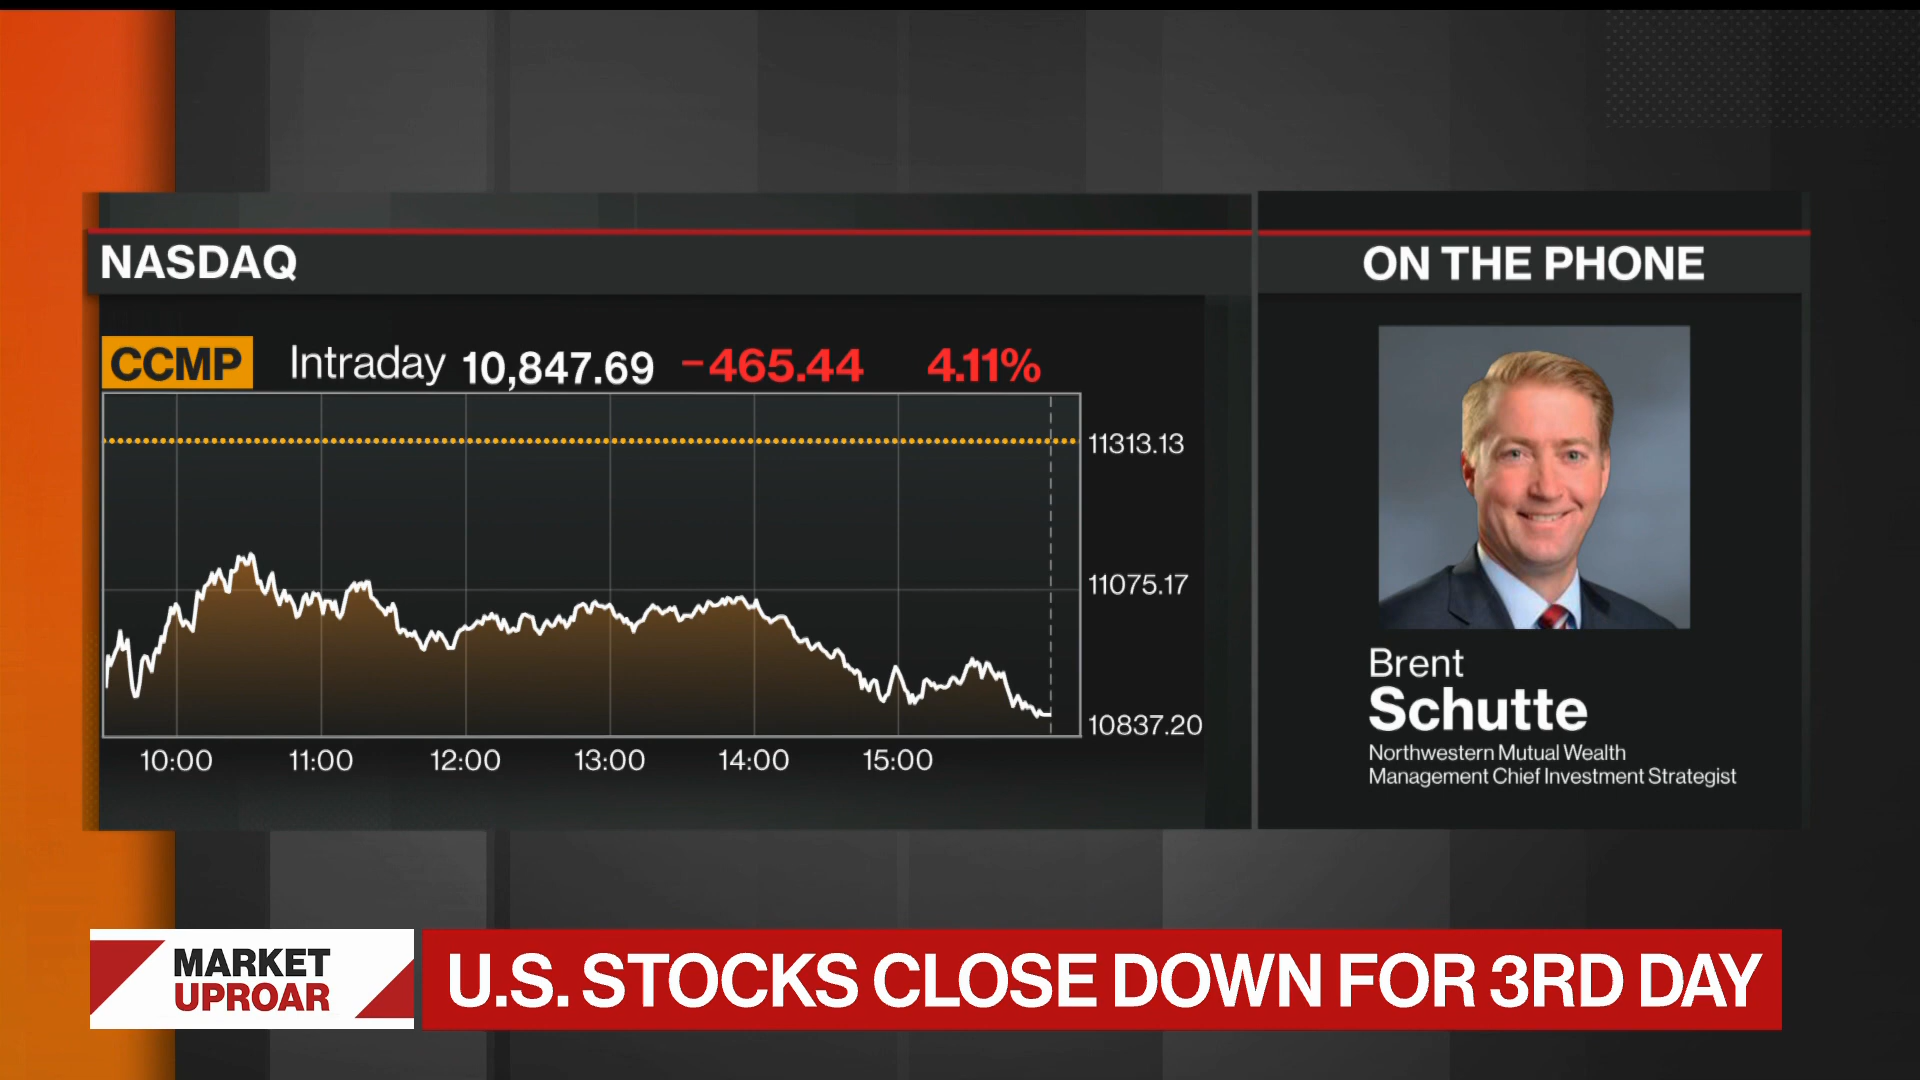 NASDAQ
CCMP Intraday 10,847.69 -465.44 4.11%
11313.13
11075.17
10837.20
10:00 11:00 12:00 13:00 14:00 15:00
ON THE PHONE
Brent
Schutte
Northwestern Mutual Wealth
Management Chief Investment Strategist
MARKET
UPROAR
U.S. STOCKS CLOSE DOWN FOR 3RD DAY